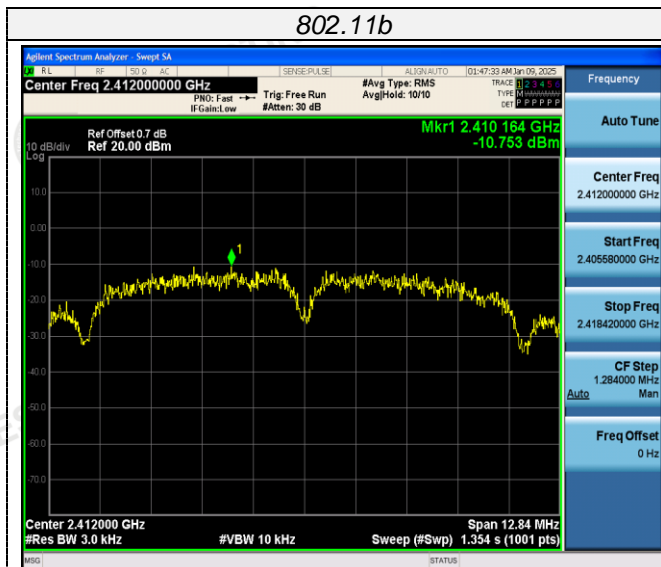 802.11b
Agilent Spectrum Analyzer - Swept SA
RL RF 50 Ω AC SENSE:PULSE ALIGN AUTO 01:47:33 AM Jan 09, 2025
Center Freq 2.412000000 GHz
PNO: Fast
IFGain:Low
Trig: Free Run
#Atten: 30 dB
#Avg Type: RMS
Avg|Hold: 10/10
TRACE 1 2 3 4 5 6
TYPE M
DET P P P P P P
Ref Offset 0.7 dB
10 dB/div Ref 20.00 dBm
Log
Mkr1 2.410 164 GHz
-10.753 dBm
10.0
0.00
-10.0
-20.0
-30.0
-40.0
-50.0
-60.0
-70.0
1
Center 2.412000 GHz Span 12.84 MHz
#Res BW 3.0 kHz #VBW 10 kHz Sweep (#Swp) 1.354 s (1001 pts)
MSG STATUS
Frequency
Auto Tune
Center Freq
2.412000000 GHz
Start Freq
2.405580000 GHz
Stop Freq
2.418420000 GHz
CF Step
1.284000 MHz
Auto Man
Freq Offset
0 Hz